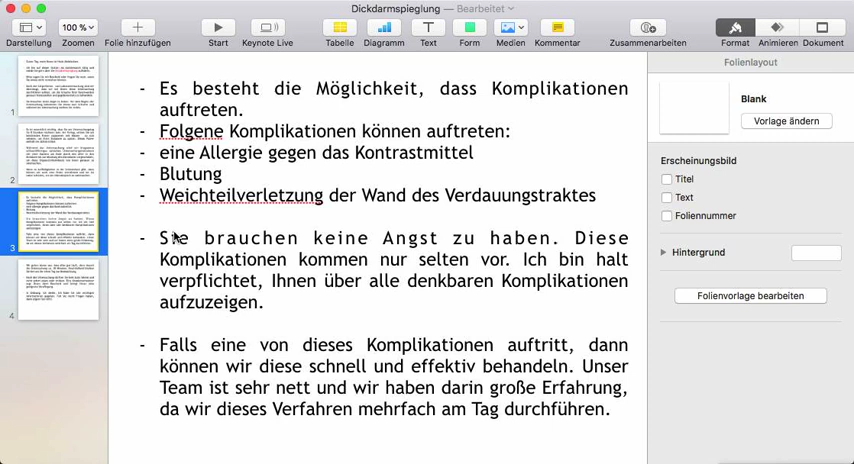 Dickdarmspieglung — Bearbeitet
100 %
Darstellung Zoomen Folie hinzufügen Start Keynote Live Tabelle Diagramm Text Form Medien Kommentar Zusammenarbeiten Format Animieren Dokument
1
2
3
4
- Es besteht die Möglichkeit, dass Komplikationen
auftreten.
- Folgene Komplikationen können auftreten:
- eine Allergie gegen das Kontrastmittel
- Blutung
- Weichteilverletzung der Wand des Verdauungstraktes
- Sie brauchen keine Angst zu haben. Diese
Komplikationen kommen nur selten vor. Ich bin halt
verpflichtet, Ihnen über alle denkbaren Komplikationen
aufzuzeigen.
- Falls eine von dieses Komplikationen auftritt, dann
können wir diese schnell und effektiv behandeln. Unser
Team ist sehr nett und wir haben darin große Erfahrung,
da wir dieses Verfahren mehrfach am Tag durchführen.
Folienlayout
Blank
Vorlage ändern
Erscheinungsbild
Titel
Text
Foliennummer
Hintergrund
Folienvorlage bearbeiten